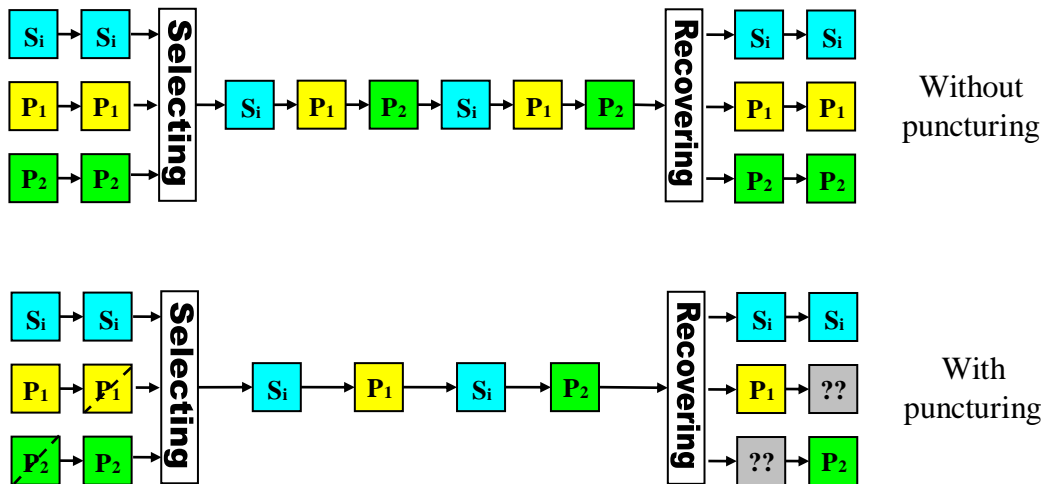 Si Si
P1 P1
P2 P2
Selecting
Si P1 P2 Si P1 P2
Recovering
Si Si
P1 P1
P2 P2
Without
puncturing
Si Si
P1 P1
P2 P2
Selecting
Si P1 Si P2
Recovering
Si Si
P1 ??
?? P2
With
puncturing